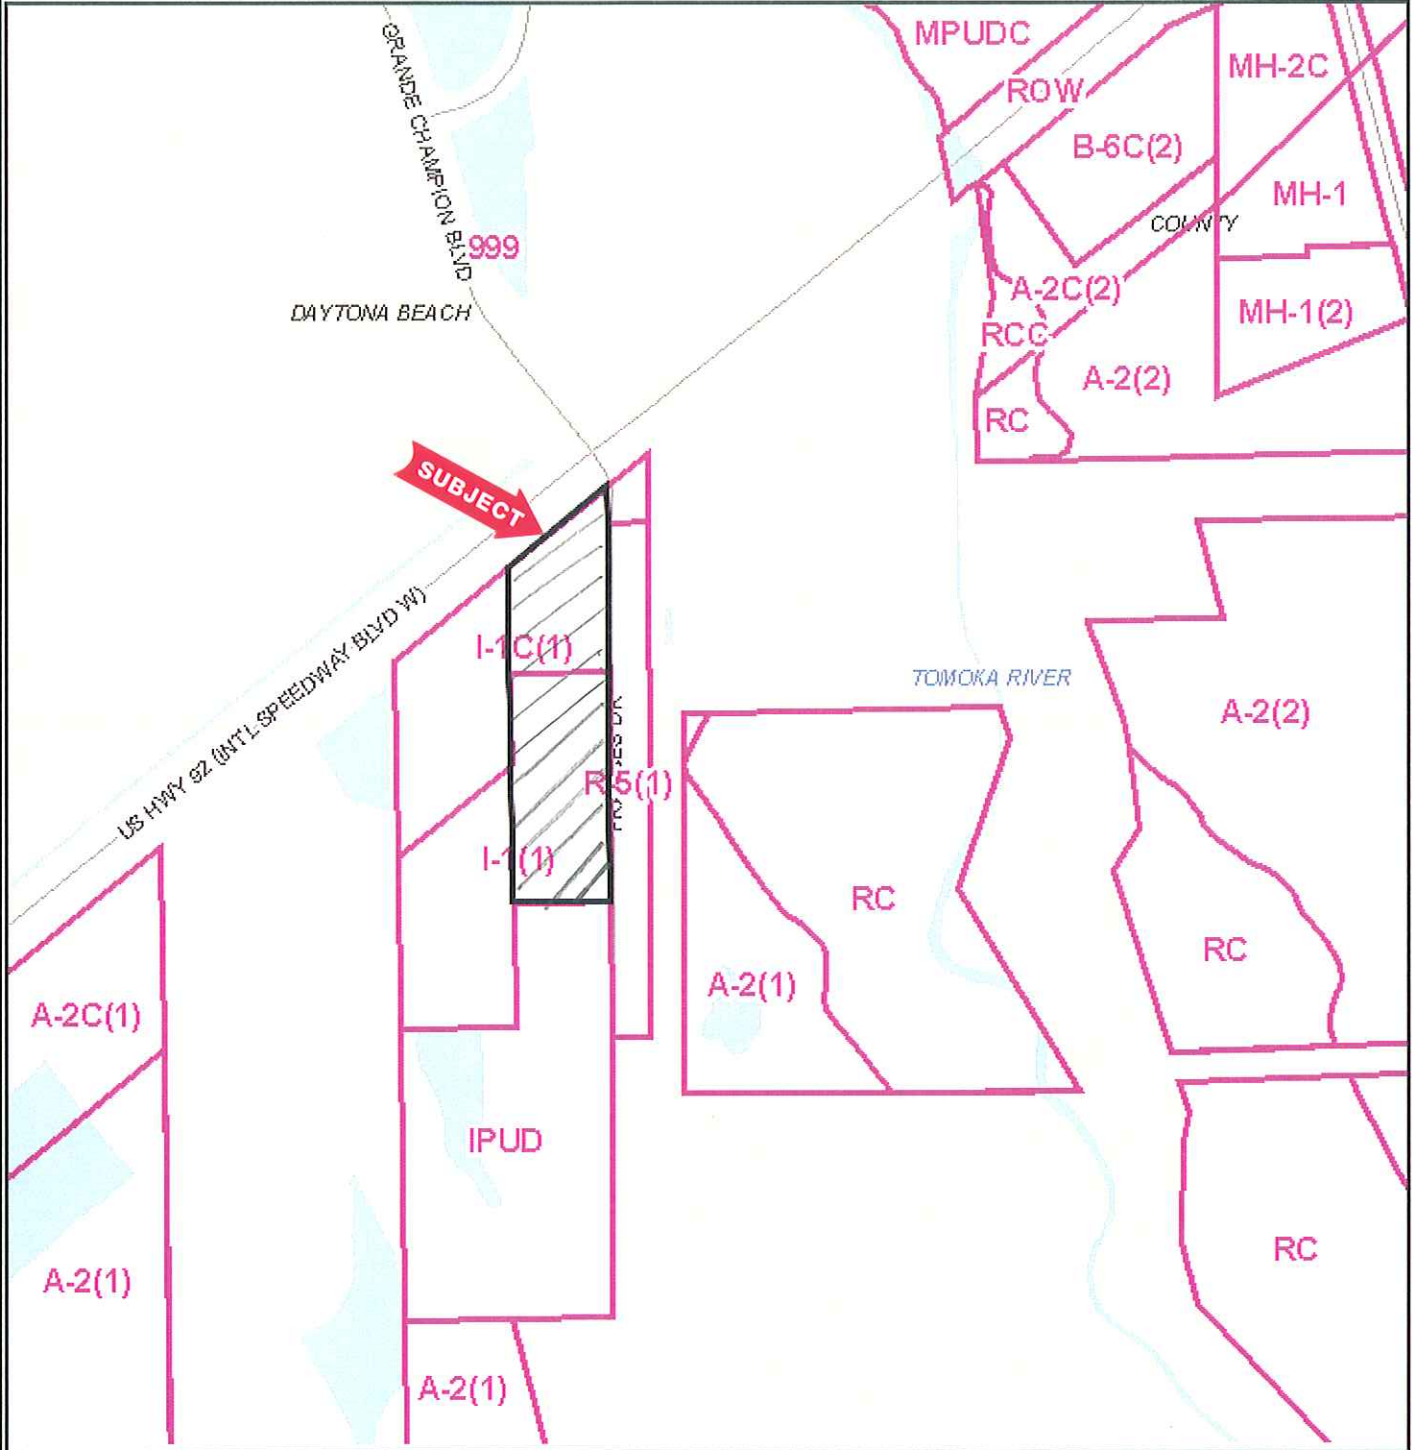 MPUDC
MH-2C
ROW
GRANDE CHAMPION BLVD
B-6C(2)
MH-1
COUNTY
999
A-2C(2)
DAYTONA BEACH
MH-1(2)
RCC
A-2(2)
RC
SUBJECT
US HWY 92 (INT'L SPEEDWAY BLVD W)
I-1C(1)
TOMOKA RIVER
A-2(2)
R-5(1)
I-1(1)
RC
RC
A-2(1)
A-2C(1)
IPUD
RC
A-2(1)
A-2(1)